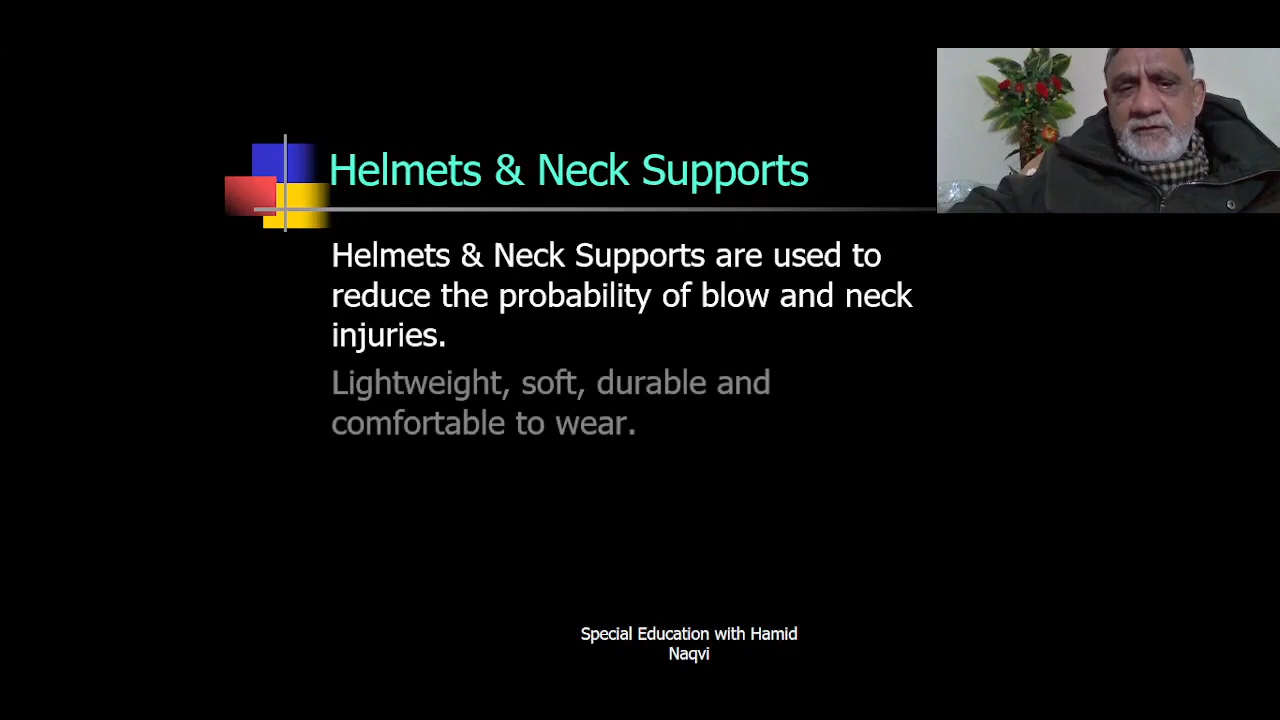 Helmets & Neck Supports
Helmets & Neck Supports are used to
reduce the probability of blow and neck
injuries.
Lightweight, soft, durable and
comfortable to wear.
Special Education with Hamid
Naqvi